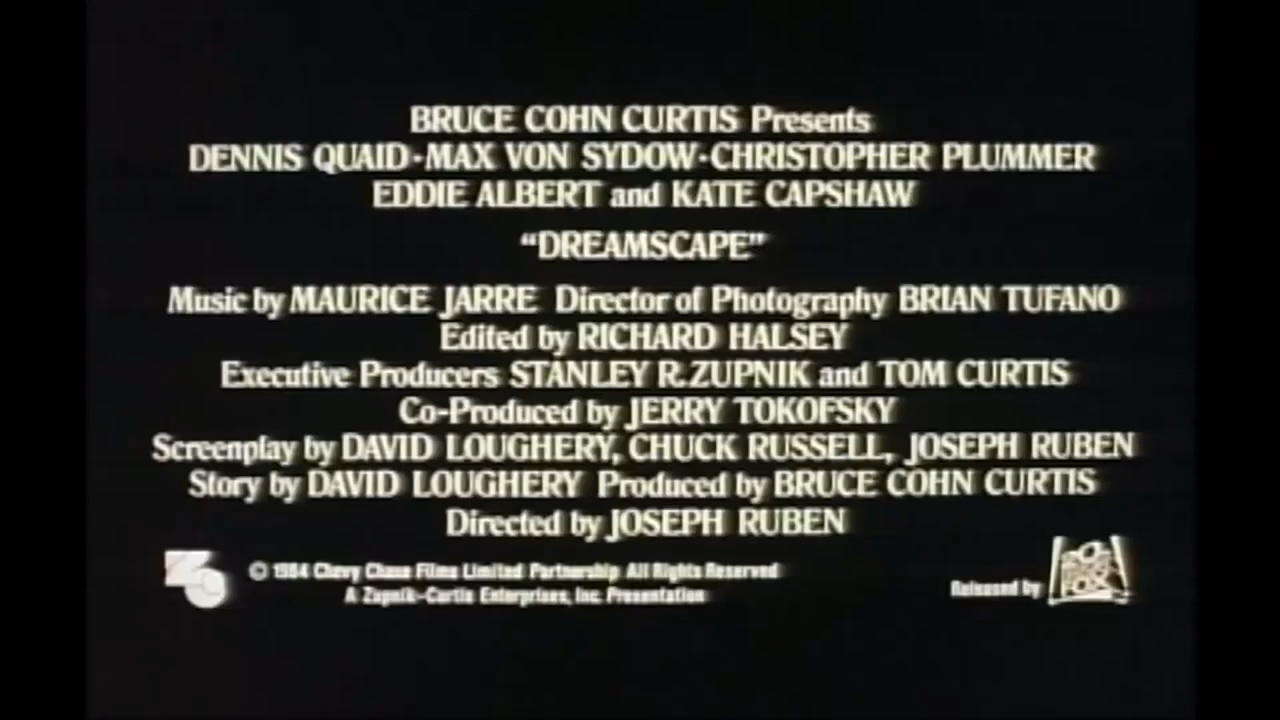 BRUCE COHN CURTIS Presents
DENNIS QUAID·MAX VON SYDOW·CHRISTOPHER PLUMMER
EDDIE ALBERT and KATE CAPSHAW
“DREAMSCAPE”
Music by MAURICE JARRE Director of Photography BRIAN TUFANO
Edited by RICHARD HALSEY
Executive Producers STANLEY R.ZUPNIK and TOM CURTIS
Co-Produced by JERRY TOKOFSKY
Screenplay by DAVID LOUGHERY, CHUCK RUSSELL, JOSEPH RUBEN
Story by DAVID LOUGHERY Produced by BRUCE COHN CURTIS
Directed by JOSEPH RUBEN
© 1984 Chevy Chase Films Limited Partnership All Rights Reserved
A Zupnik-Curtis Enterprises, Inc. Presentation
Released by
20
FOX